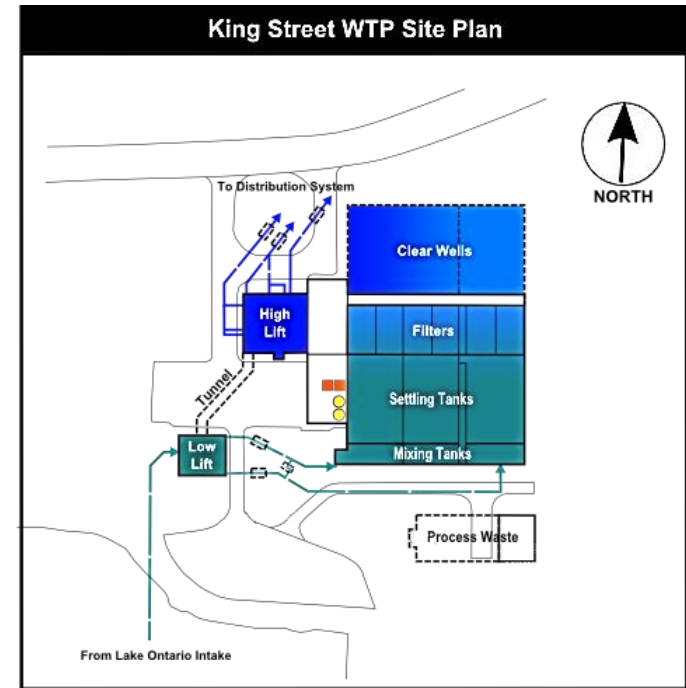 King Street WTP Site Plan
NORTH
To Distribution System
Clear Wells
High
Lift
Filters
Tunnel
Settling Tanks
Low
Lift
Mixing Tanks
Process Waste
From Lake Ontario Intake